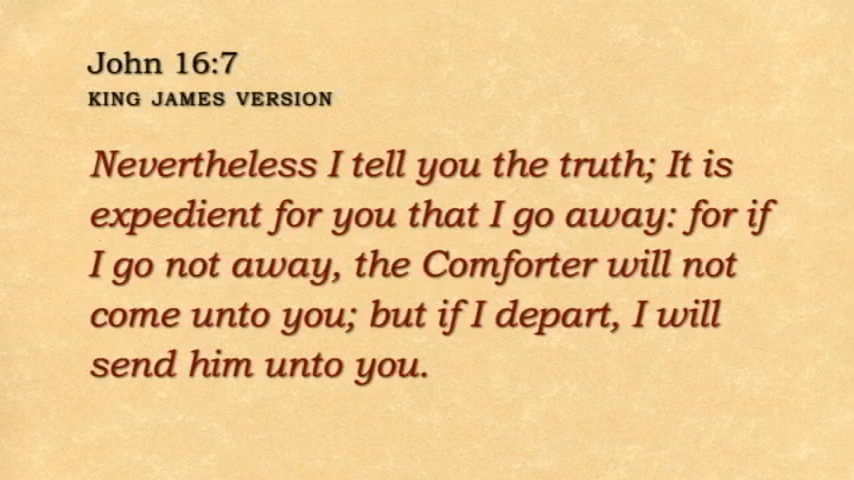 John 16:7
KING JAMES VERSION
Nevertheless I tell you the truth; It is
expedient for you that I go away: for if
I go not away, the Comforter will not
come unto you; but if I depart, I will
send him unto you.